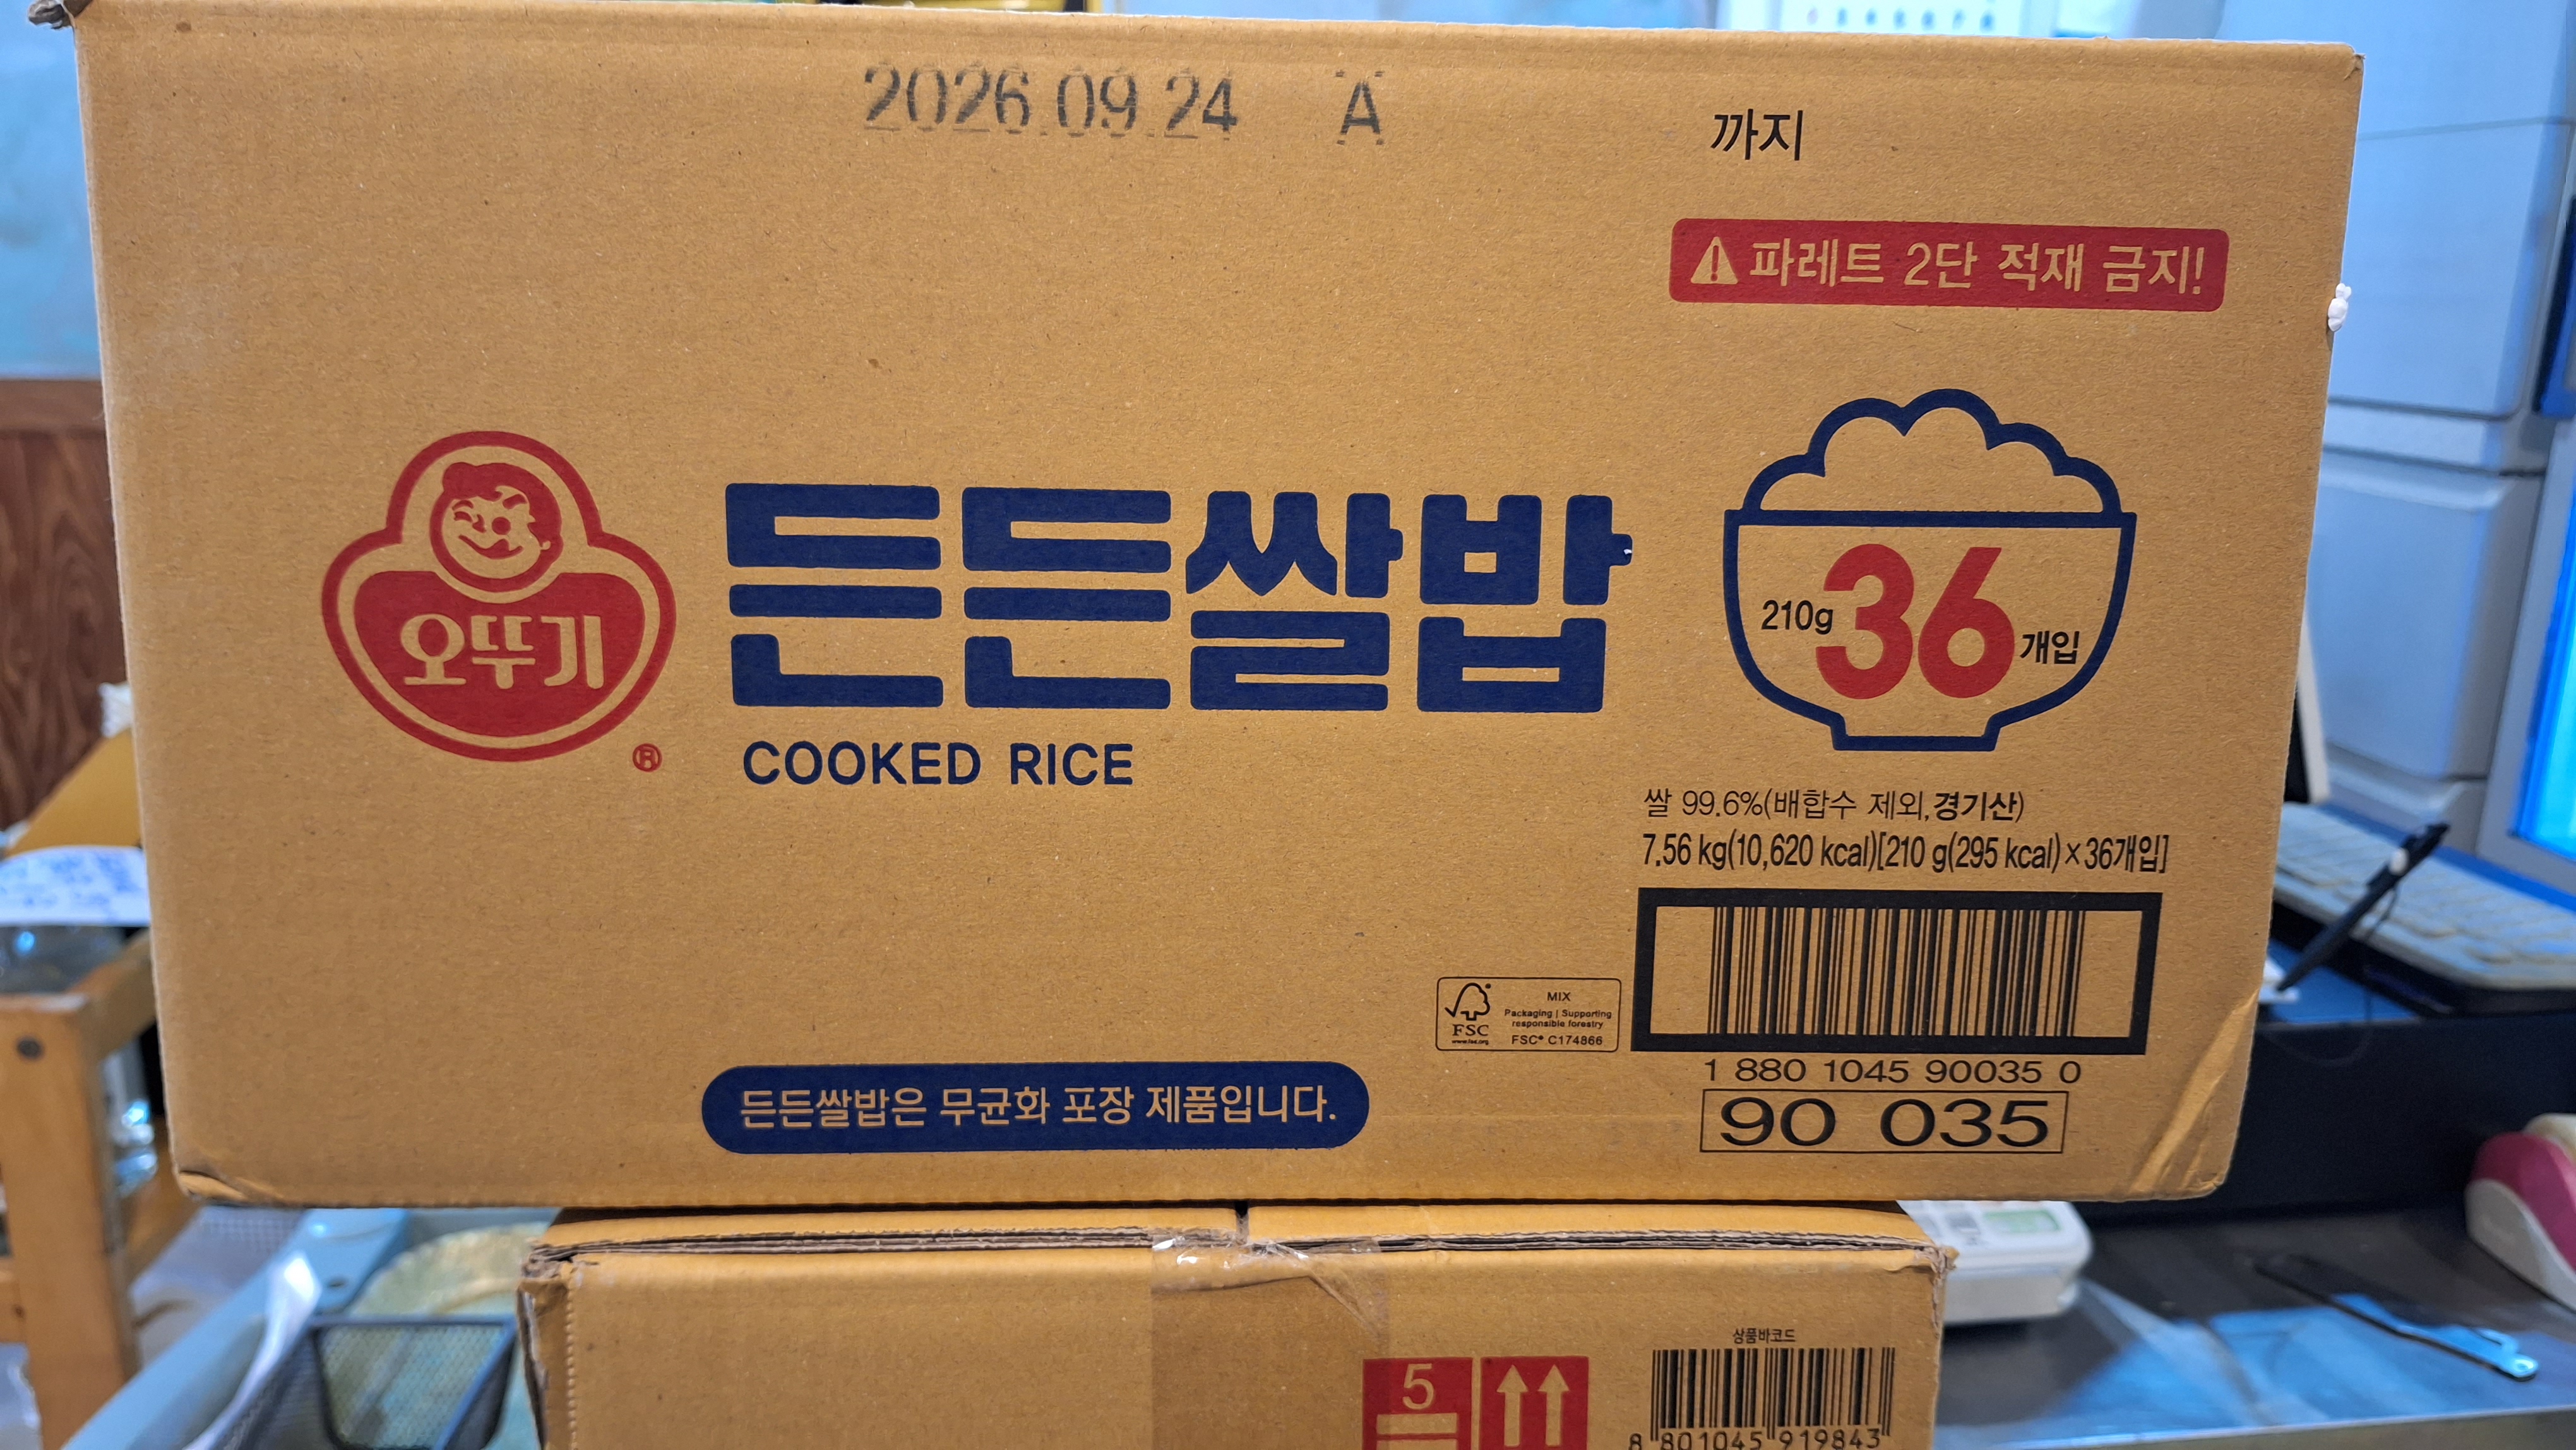 2026.09.24 A 까지
파레트 2단 적재 금지!
오뚜기
®
든든쌀밥
COOKED RICE
210g 36 개입
쌀 99.6%(배합수 제외,경기산)
7.56 kg(10,620 kcal)[210 g(295 kcal)×36개입]
FSC
www.fsc.org
MIX
Packaging | Supporting
responsible forestry
FSC® C174866
1 880 1045 90035 0
90 035
든든쌀밥은 무균화 포장 제품입니다.
상품바코드
5
8 801045 919843